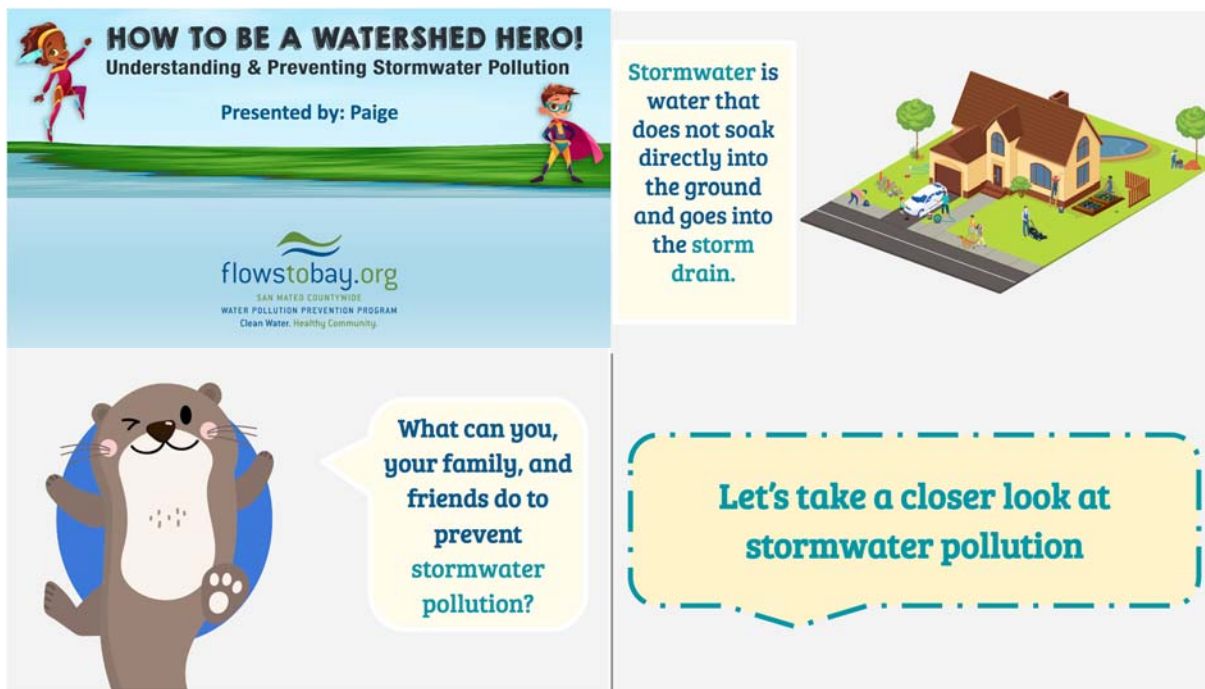 HOW TO BE A WATERSHED HERO!
Understanding & Preventing Stormwater Pollution
Presented by: Paige
flowstobay.org
SAN MATEO COUNTYWIDE
WATER POLLUTION PREVENTION PROGRAM
Clean Water. Healthy Community.
Stormwater is
water that
does not soak
directly into
the ground
and goes into
the storm
drain.
What can you,
your family, and
friends do to
prevent
stormwater
pollution?
Let's take a closer look at
stormwater pollution